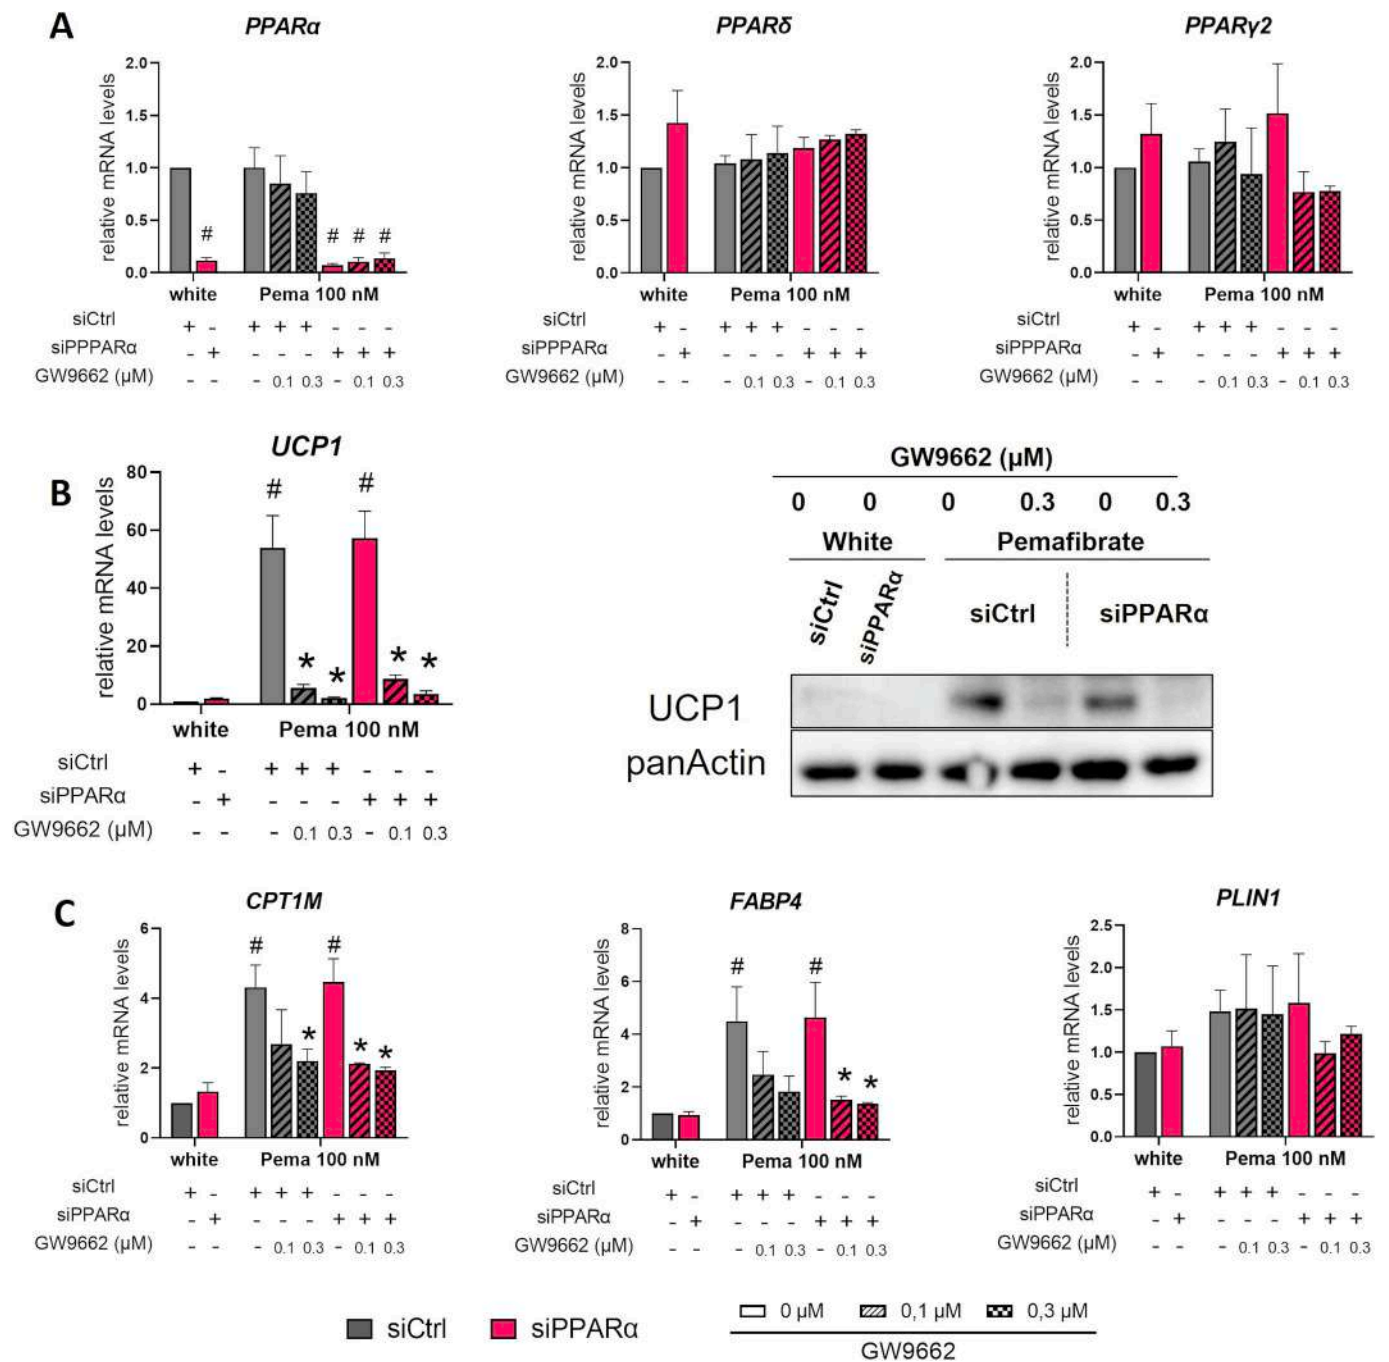 A
PPARα
PPARδ
PPARγ2
relative mRNA levels
2.0
1.5
1.0
0.5
0.0
# # # #
white Pema 100 nM
siCtrl + - + + + - - -
siPPPARα - + - - - + + +
GW9662 (µM) - - - 0.1 0.3 - 0.1 0.3
relative mRNA levels
2.0
1.5
1.0
0.5
0.0
white Pema 100 nM
siCtrl + - + + + - - -
siPPPARα - + - - - + + +
GW9662 (µM) - - - 0.1 0.3 - 0.1 0.3
relative mRNA levels
2.0
1.5
1.0
0.5
0.0
white Pema 100 nM
siCtrl + - + + + - - -
siPPPARα - + - - - + + +
GW9662 (µM) - - - 0.1 0.3 - 0.1 0.3
B
UCP1
relative mRNA levels
80
60
40
20
0
# * * # * *
white Pema 100 nM
siCtrl + - + + + - - -
siPPARα - + - - - + + +
GW9662 (µM) - - - 0.1 0.3 - 0.1 0.3
GW9662 (µM)
0 0 0 0.3 0 0.3
White Pemafibrate
siCtrl siPPARα siCtrl siPPARα
UCP1
panActin
C
CPT1M
relative mRNA levels
6
4
2
0
# * # * *
white Pema 100 nM
siCtrl + - + + + - - -
siPPARα - + - - - + + +
GW9662 (µM) - - - 0.1 0.3 - 0.1 0.3
FABP4
relative mRNA levels
8
6
4
2
0
# # * *
white Pema 100 nM
siCtrl + - + + + - - -
siPPARα - + - - - + + +
GW9662 (µM) - - - 0.1 0.3 - 0.1 0.3
PLIN1
relative mRNA levels
2.5
2.0
1.5
1.0
0.5
0.0
white Pema 100 nM
siCtrl + - + + + - - -
siPPARα - + - - - + + +
GW9662 (µM) - - - 0.1 0.3 - 0.1 0.3
siCtrl siPPARα
0 µM 0,1 µM 0,3 µM
GW9662